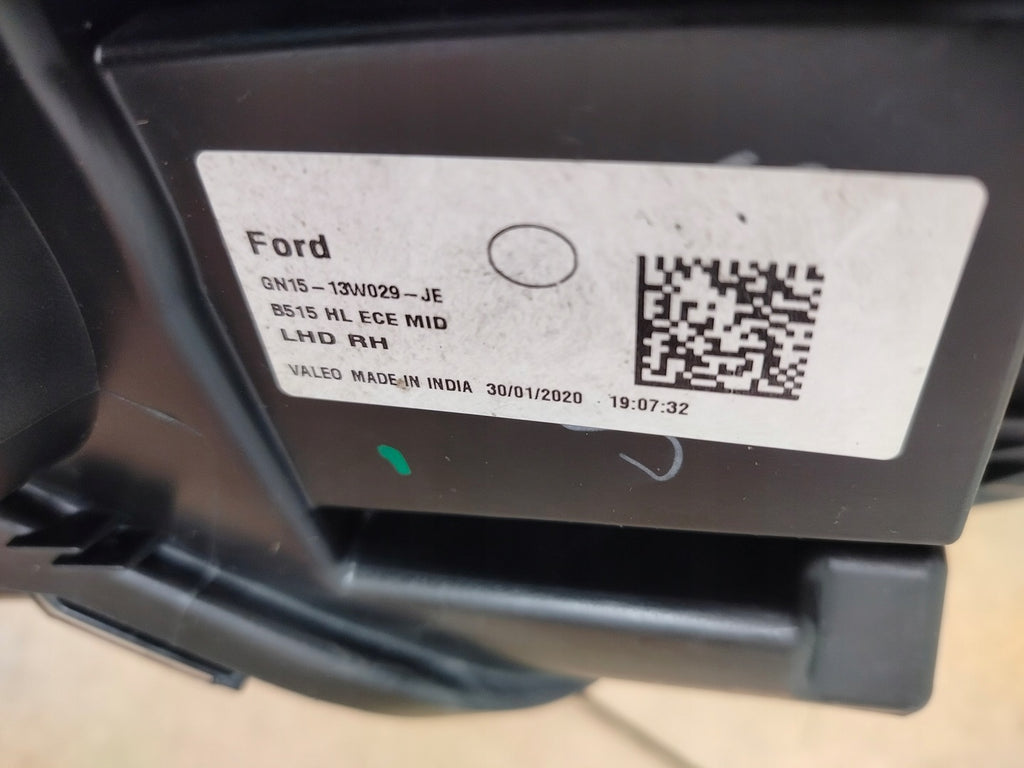 Ford
GN15-13W029-JE
B515 HL ECE MID
LHD RH
VALEO MADE IN INDIA 30/01/2020 19:07:32